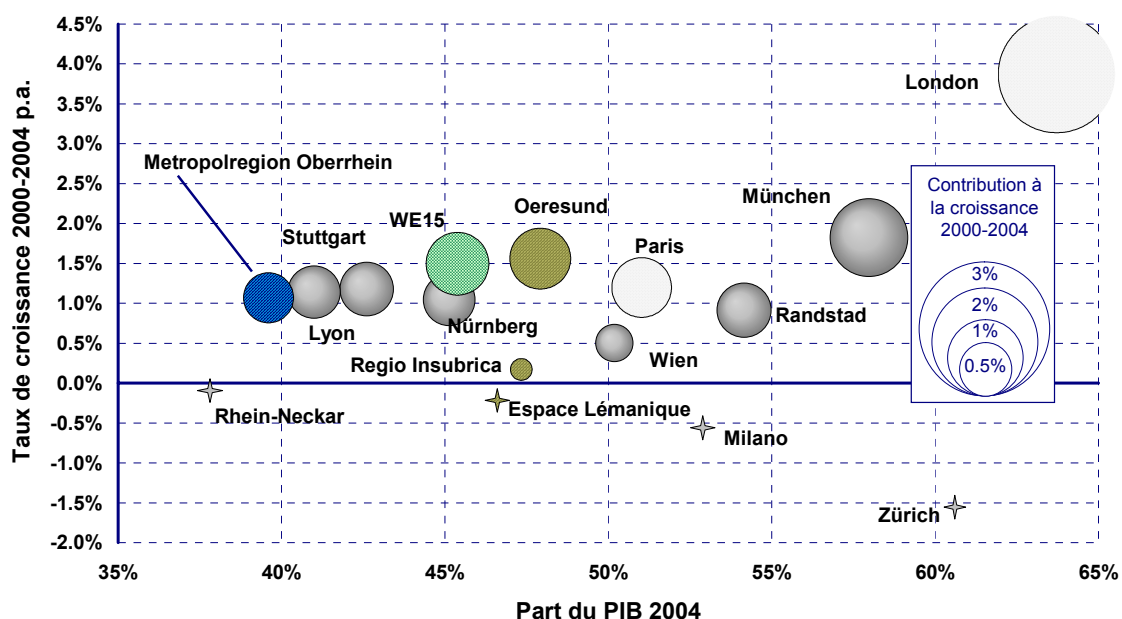 4.5%
4.0%
3.5%
3.0%
2.5%
2.0%
1.5%
1.0%
0.5%
0.0%
-0.5%
-1.0%
-1.5%
-2.0%
Taux de croissance 2000-2004 p.a.
London
Metropolregion Oberrhein
Stuttgart
WE15
Oeresund
München
Paris
Lyon
Nürnberg
Randstad
Wien
Regio Insubrica
Rhein-Neckar
Espace Lémanique
Milano
Zürich
Contribution à
la croissance
2000-2004
3%
2%
1%
0.5%
35% 40% 45% 50% 55% 60% 65%
Part du PIB 2004